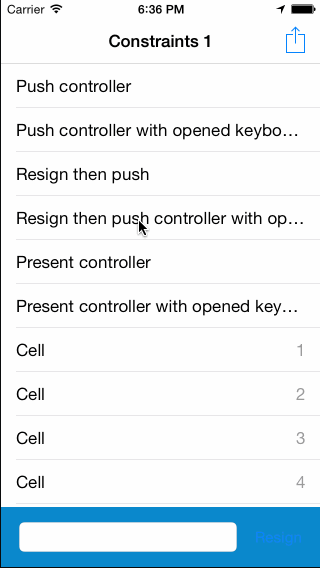 Carrier 6:36 PM
Constraints 1
Push controller
Push controller with opened keybo…
Resign then push
Resign then push controller with op…
Present controller
Present controller with opened key…
Cell 1
Cell 2
Cell 3
Cell 4
Resign